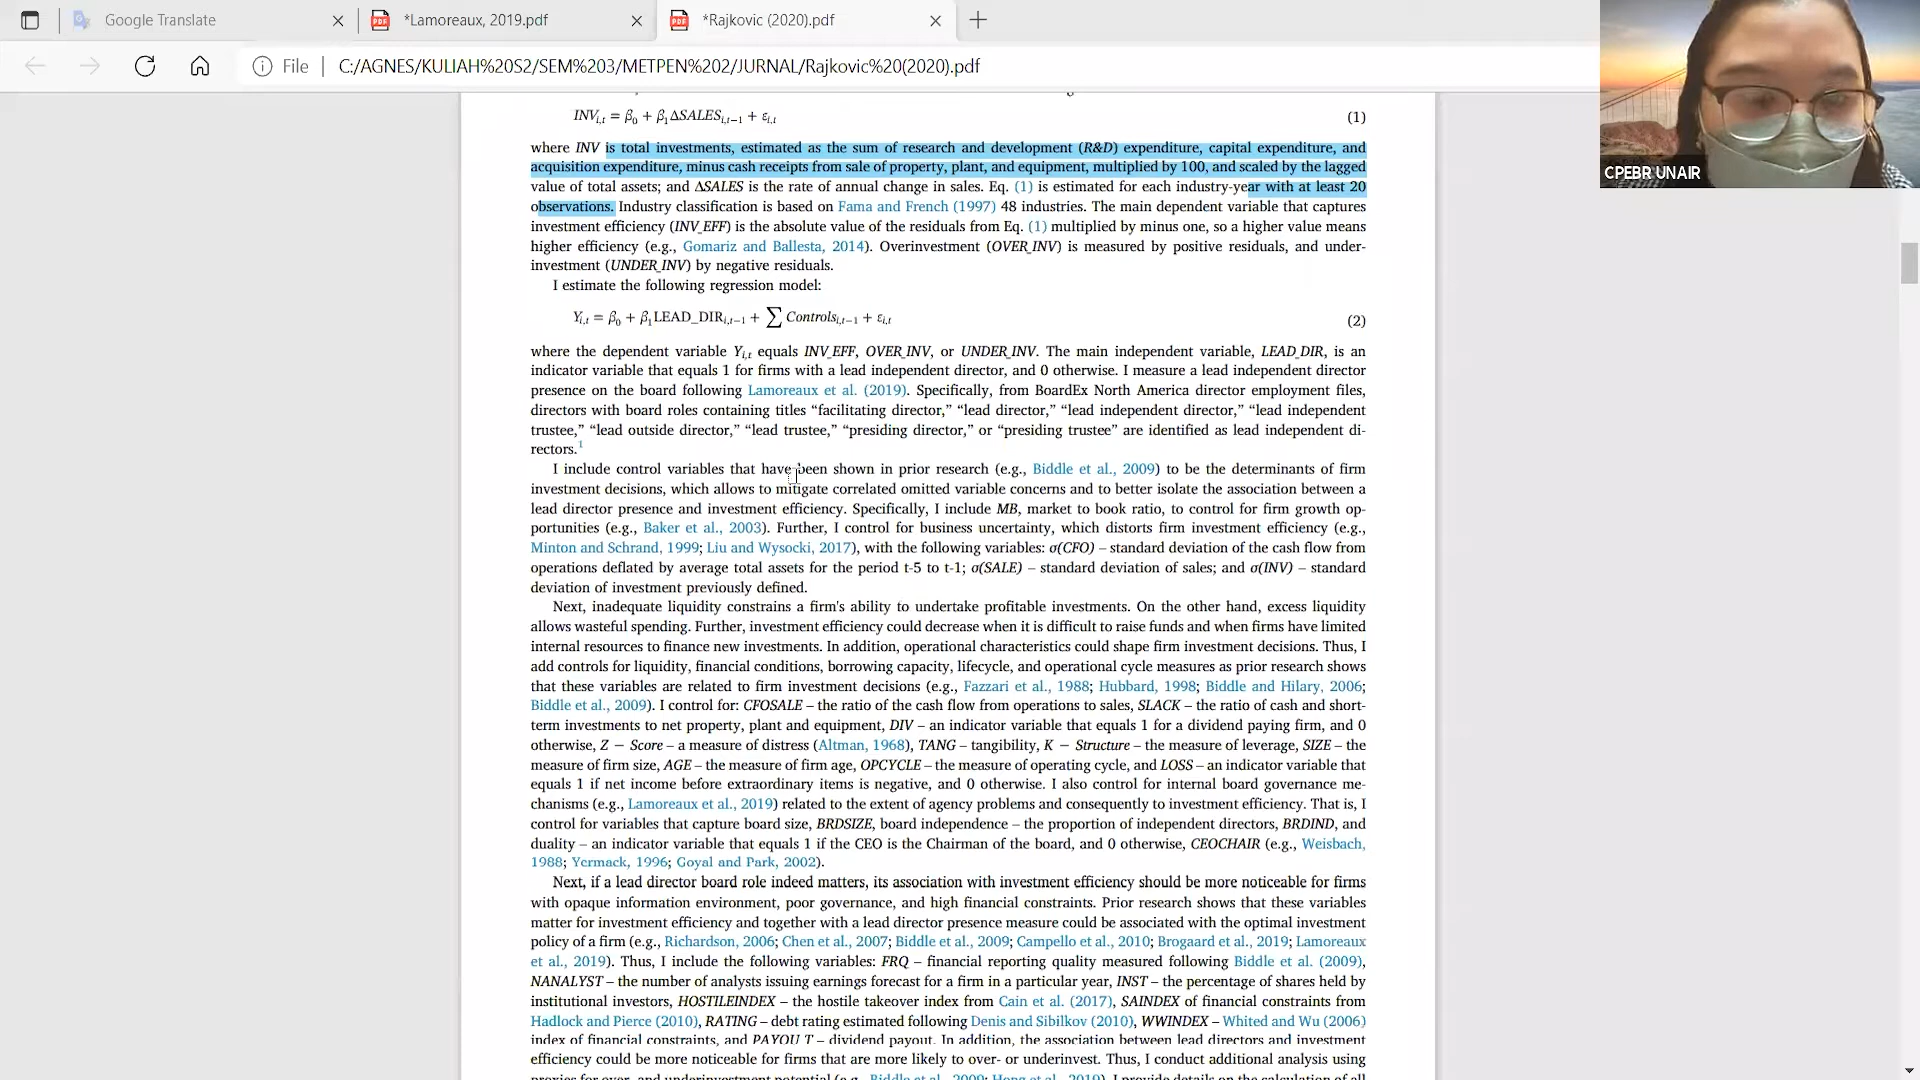 Google Translate
*Lamoreaux, 2019.pdf
*Rajkovic (2020).pdf
File
C:/AGNES/KULIAH%20S2/SEM%203/METPEN%202/JURNAL/Rajkovic%20(2020).pdf
CPEBR UNAIR
INVi,t = β0 + β1ΔSALESi,t−1 + εi,t (1)
where INV is total investments, estimated as the sum of research and development (R&D) expenditure, capital expenditure, and
acquisition expenditure, minus cash receipts from sale of property, plant, and equipment, multiplied by 100, and scaled by the lagged
value of total assets; and ΔSALES is the rate of annual change in sales. Eq. (1) is estimated for each industry-year with at least 20
observations. Industry classification is based on Fama and French (1997) 48 industries. The main dependent variable that captures
investment efficiency (INV_EFF) is the absolute value of the residuals from Eq. (1) multiplied by minus one, so a higher value means
higher efficiency (e.g., Gomariz and Ballesta, 2014). Overinvestment (OVER_INV) is measured by positive residuals, and under-
investment (UNDER_INV) by negative residuals.
I estimate the following regression model:
Yi,t = β0 + β1LEAD_DIRi,t−1 + ∑ Controlsi,t−1 + εi,t (2)
where the dependent variable Yi,t equals INV_EFF, OVER_INV, or UNDER_INV. The main independent variable, LEAD_DIR, is an
indicator variable that equals 1 for firms with a lead independent director, and 0 otherwise. I measure a lead independent director
presence on the board following Lamoreaux et al. (2019). Specifically, from BoardEx North America director employment files,
directors with board roles containing titles “facilitating director,” “lead director,” “lead independent director,” “lead independent
trustee,” “lead outside director,” “lead trustee,” “presiding director,” or “presiding trustee” are identified as lead independent di-
rectors.1
I include control variables that have been shown in prior research (e.g., Biddle et al., 2009) to be the determinants of firm
investment decisions, which allows to mitigate correlated omitted variable concerns and to better isolate the association between a
lead director presence and investment efficiency. Specifically, I include MB, market to book ratio, to control for firm growth op-
portunities (e.g., Baker et al., 2003). Further, I control for business uncertainty, which distorts firm investment efficiency (e.g.,
Minton and Schrand, 1999; Liu and Wysocki, 2017), with the following variables: σ(CFO) – standard deviation of the cash flow from
operations deflated by average total assets for the period t-5 to t-1; σ(SALE) – standard deviation of sales; and σ(INV) – standard
deviation of investment previously defined.
Next, inadequate liquidity constrains a firm's ability to undertake profitable investments. On the other hand, excess liquidity
allows wasteful spending. Further, investment efficiency could decrease when it is difficult to raise funds and when firms have limited
internal resources to finance new investments. In addition, operational characteristics could shape firm investment decisions. Thus, I
add controls for liquidity, financial conditions, borrowing capacity, lifecycle, and operational cycle measures as prior research shows
that these variables are related to firm investment decisions (e.g., Fazzari et al., 1988; Hubbard, 1998; Biddle and Hilary, 2006;
Biddle et al., 2009). I control for: CFOSALE – the ratio of the cash flow from operations to sales, SLACK – the ratio of cash and short-
term investments to net property, plant and equipment, DIV – an indicator variable that equals 1 for a dividend paying firm, and 0
otherwise, Z − Score – a measure of distress (Altman, 1968), TANG – tangibility, K − Structure – the measure of leverage, SIZE – the
measure of firm size, AGE – the measure of firm age, OPCYCLE – the measure of operating cycle, and LOSS – an indicator variable that
equals 1 if net income before extraordinary items is negative, and 0 otherwise. I also control for internal board governance me-
chanisms (e.g., Lamoreaux et al., 2019) related to the extent of agency problems and consequently to investment efficiency. That is, I
control for variables that capture board size, BRDSIZE, board independence – the proportion of independent directors, BRDIND, and
duality – an indicator variable that equals 1 if the CEO is the Chairman of the board, and 0 otherwise, CEOCHAIR (e.g., Weisbach,
1988; Yermack, 1996; Goyal and Park, 2002).
Next, if a lead director board role indeed matters, its association with investment efficiency should be more noticeable for firms
with opaque information environment, poor governance, and high financial constraints. Prior research shows that these variables
matter for investment efficiency and together with a lead director presence measure could be associated with the optimal investment
policy of a firm (e.g., Richardson, 2006; Chen et al., 2007; Biddle et al., 2009; Campello et al., 2010; Brogaard et al., 2019; Lamoreaux
et al., 2019). Thus, I include the following variables: FRQ – financial reporting quality measured following Biddle et al. (2009),
NANALYST – the number of analysts issuing earnings forecast for a firm in a particular year, INST – the percentage of shares held by
institutional investors, HOSTILEINDEX – the hostile takeover index from Cain et al. (2017), SAINDEX of financial constraints from
Hadlock and Pierce (2010), RATING – debt rating estimated following Denis and Sibilkov (2010), WWINDEX – Whited and Wu (2006)
index of financial constraints, and PAYOUT – dividend payout. In addition, the association between lead directors and investment
efficiency could be more noticeable for firms that are more likely to over- or underinvest. Thus, I conduct additional analysis using
proxies for over- and underinvestment potential (e.g., Biddle et al., 2009; Hong et al., 2019). I provide details on the calculation of all